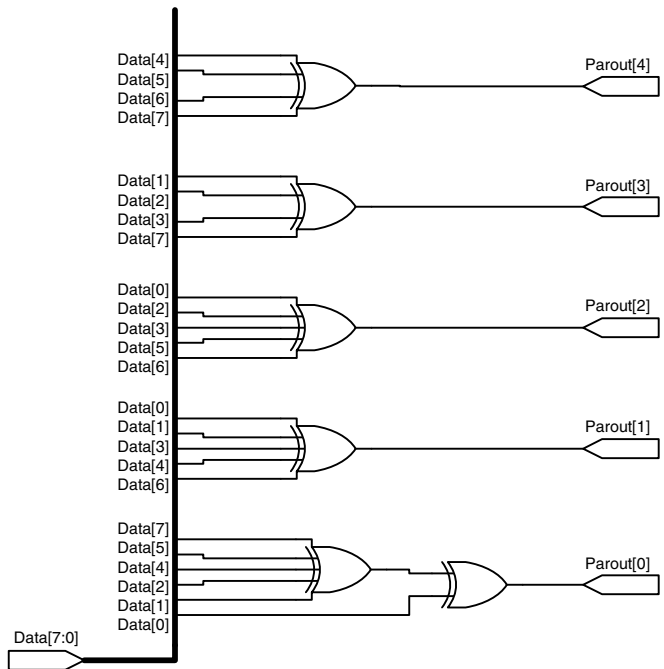 Data[4]
Data[5]
Data[6]
Data[7]
Parout[4]
Data[1]
Data[2]
Data[3]
Data[7]
Parout[3]
Data[0]
Data[2]
Data[3]
Data[5]
Data[6]
Parout[2]
Data[0]
Data[1]
Data[3]
Data[4]
Data[6]
Parout[1]
Data[7]
Data[5]
Data[4]
Data[2]
Data[1]
Data[0]
Parout[0]
Data[7:0]